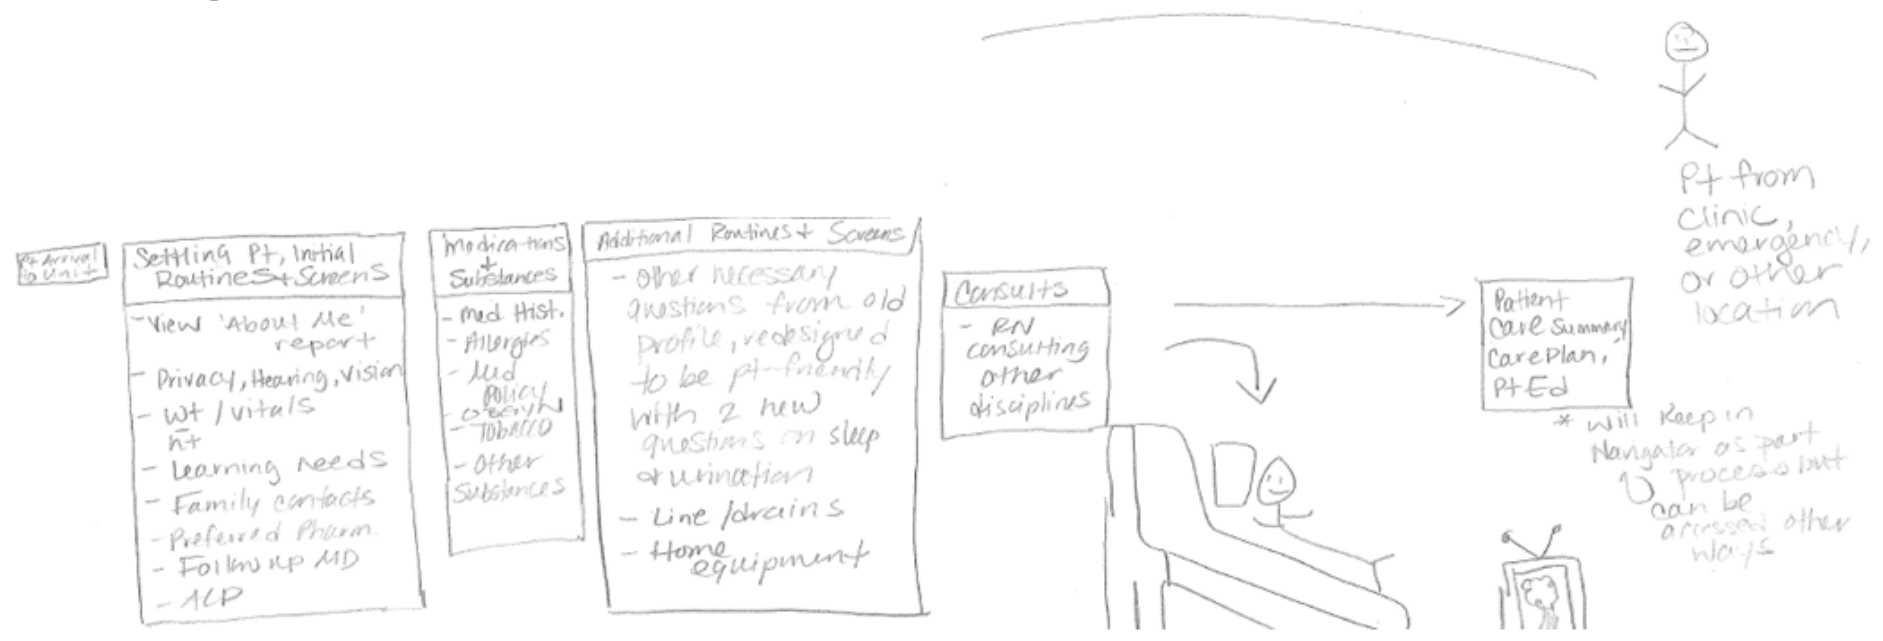 Pt Arrival
to Unit
Settling Pt, Initial
Routines + Screens
- View 'About Me'
report
- Privacy, Hearing, Vision
- wt / vitals
ht
- Learning needs
- Family contacts
- Preferred Pharm.
- Follow up MD
- ACP
Medications
+
Substances
- Med Hist.
- Allergies
- Med
Policy
- OBGYN
- Tobacco
- Other
Substances
Additional Routines + Screens
- other necessary
questions from old
profile, redesigned
to be pt-friendly
with 2 new
questions on sleep
& urination
- Line / drains
- Home
equipment
Consults
- RN
consulting
other
disciplines
Patient
Care Summary,
Care Plan,
Pt Ed
* Will keep in
Navigator as part
process but
can be
accessed other
ways
Pt from
clinic,
emergency,
or other
location